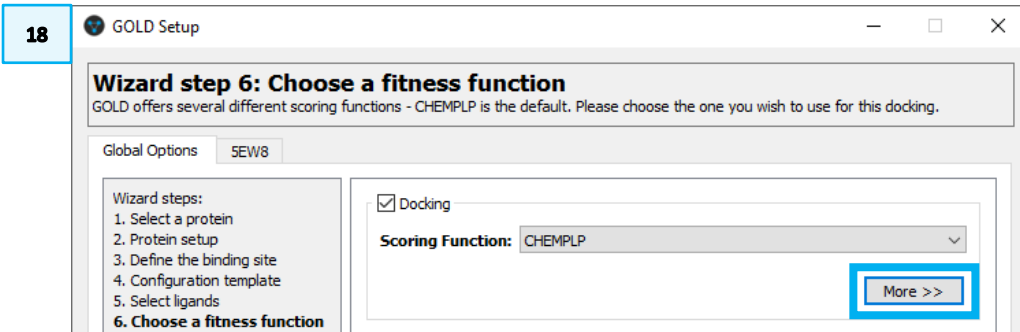 18
GOLD Setup
Wizard step 6: Choose a fitness function
GOLD offers several different scoring functions - CHEMPLP is the default. Please choose the one you wish to use for this docking.
Global Options
5EW8
Wizard steps:
1. Select a protein
2. Protein setup
3. Define the binding site
4. Configuration template
5. Select ligands
6. Choose a fitness function
Docking
Scoring Function: CHEMPLP
More >>